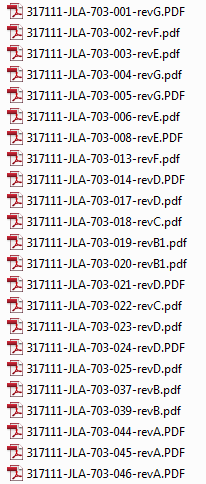 317111-JLA-703-001-revG.PDF
317111-JLA-703-002-revF.pdf
317111-JLA-703-003-revE.pdf
317111-JLA-703-004-revG.pdf
317111-JLA-703-005-revG.PDF
317111-JLA-703-006-revE.pdf
317111-JLA-703-008-revE.PDF
317111-JLA-703-013-revF.pdf
317111-JLA-703-014-revD.PDF
317111-JLA-703-017-revD.pdf
317111-JLA-703-018-revC.pdf
317111-JLA-703-019-revB1.pdf
317111-JLA-703-020-revB1.pdf
317111-JLA-703-021-revD.PDF
317111-JLA-703-022-revC.pdf
317111-JLA-703-023-revD.pdf
317111-JLA-703-024-revD.PDF
317111-JLA-703-025-revD.pdf
317111-JLA-703-037-revB.pdf
317111-JLA-703-039-revB.pdf
317111-JLA-703-044-revA.PDF
317111-JLA-703-045-revA.PDF
317111-JLA-703-046-revA.PDF